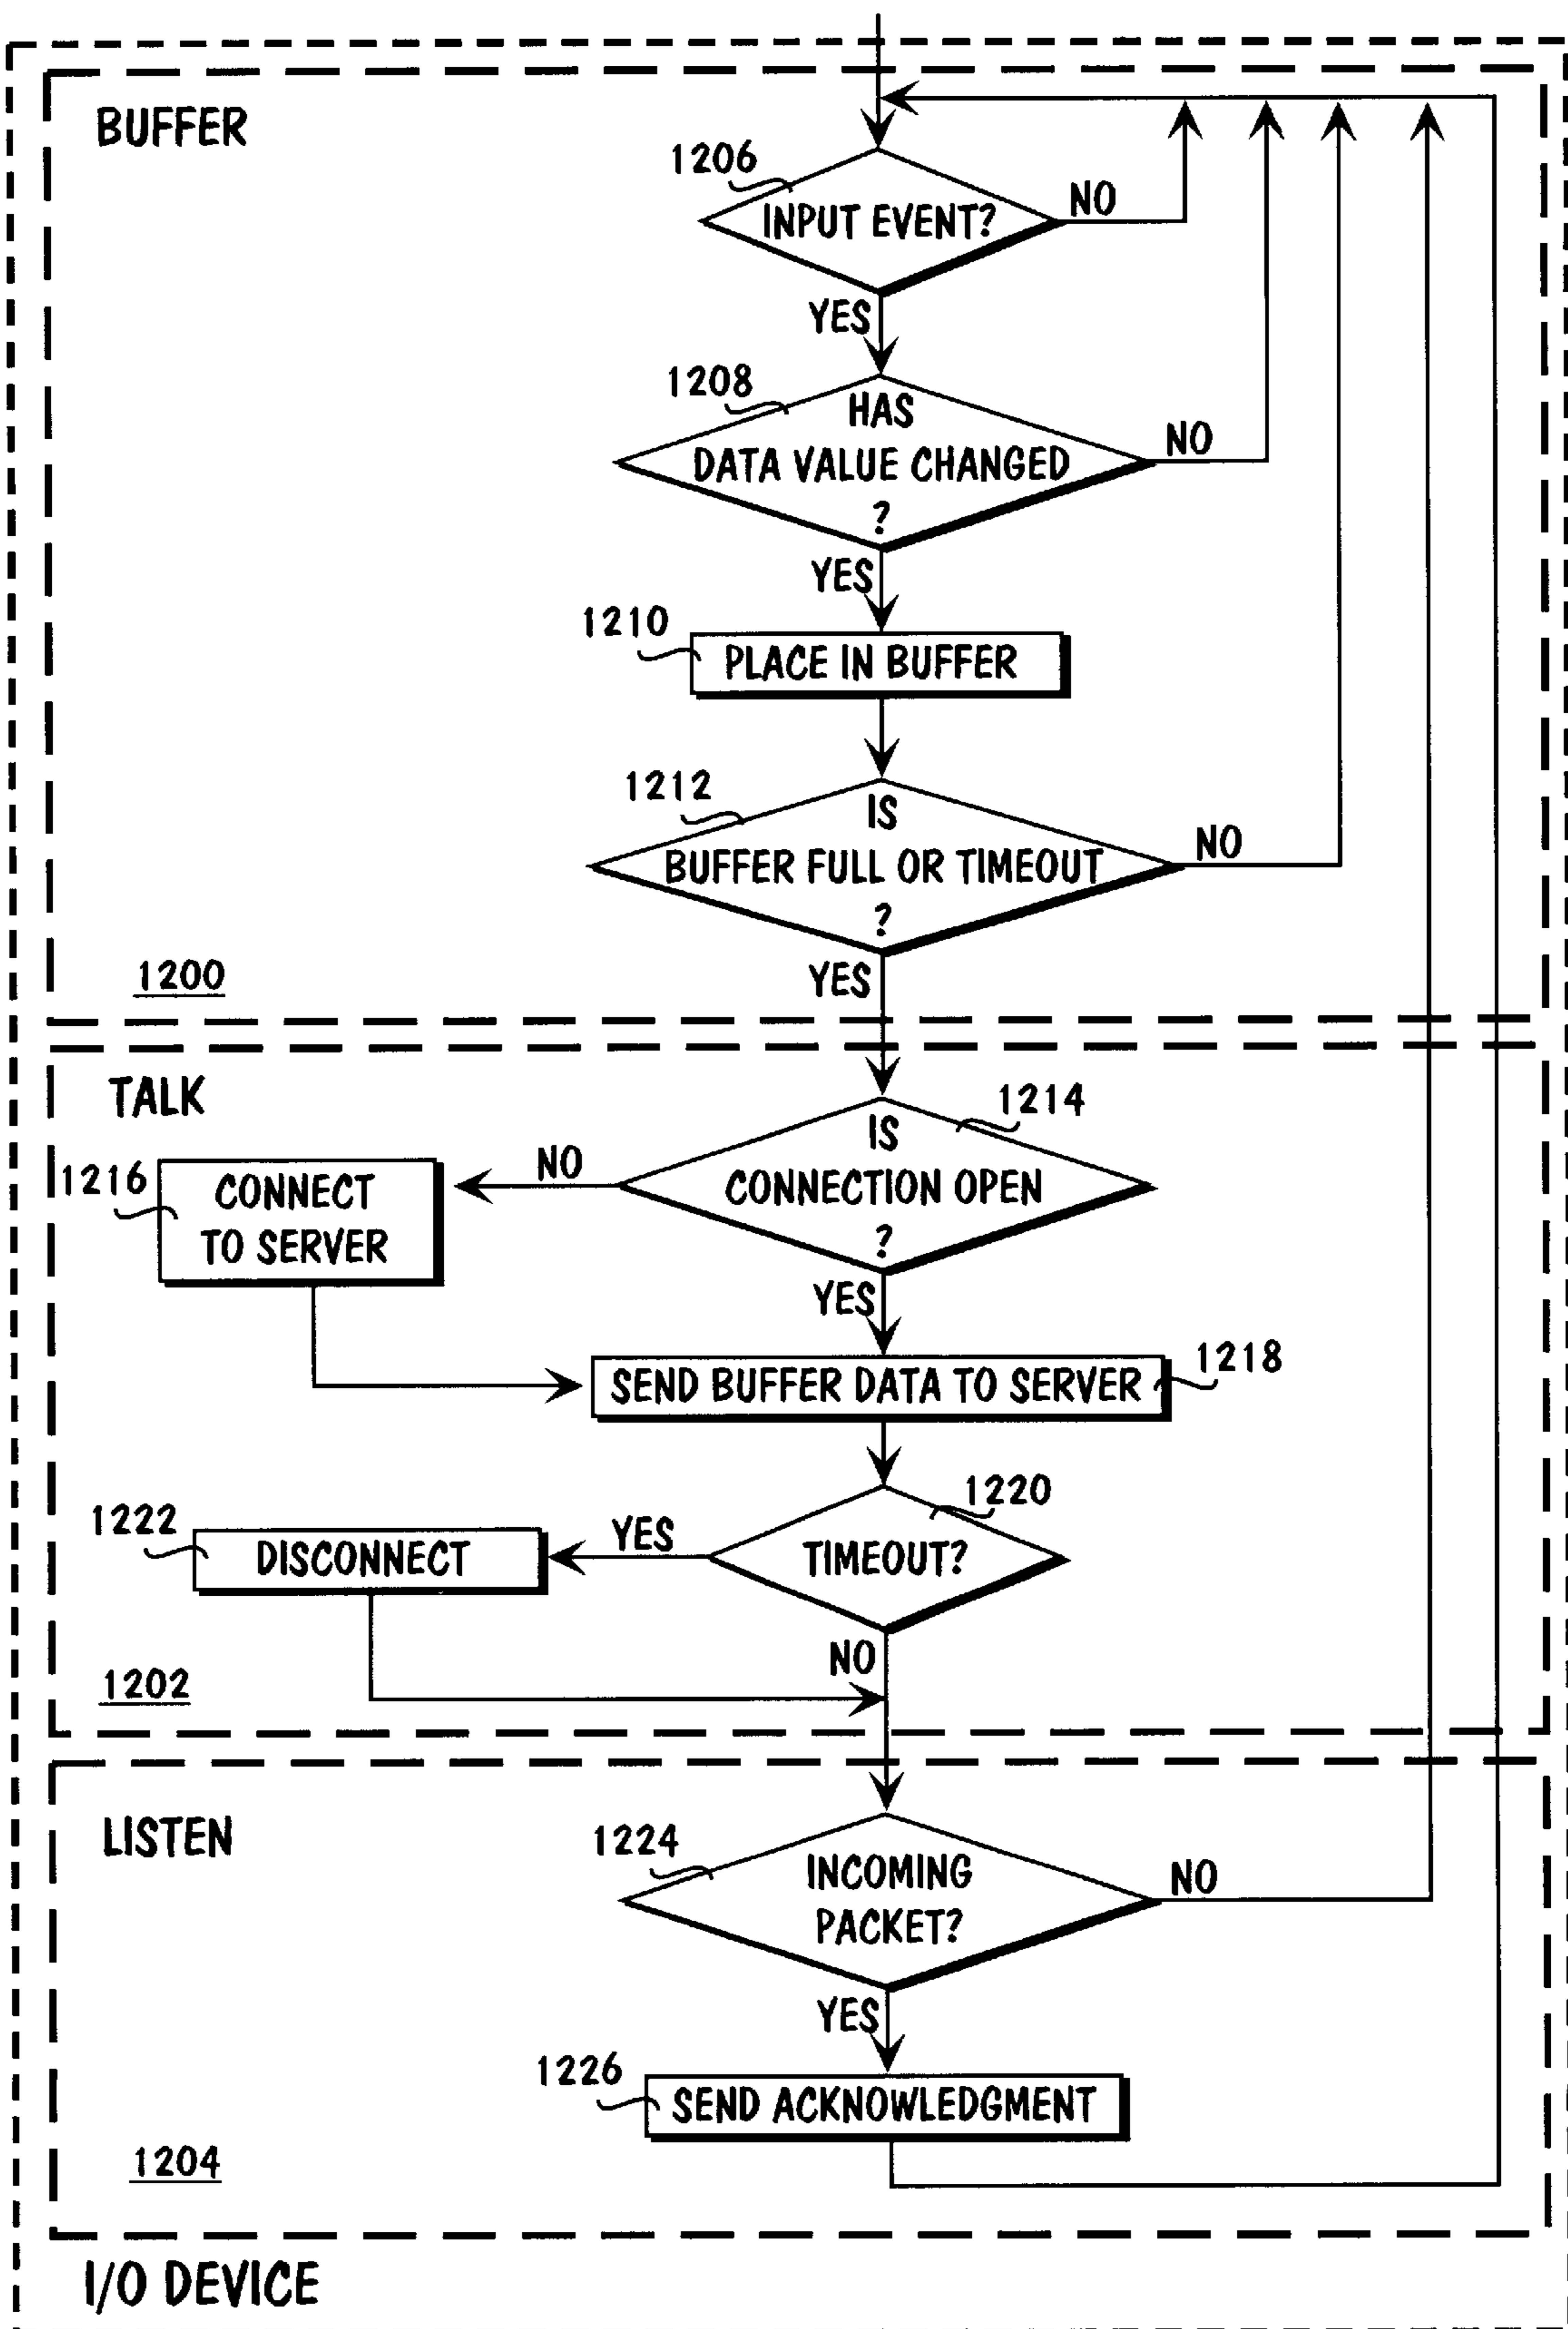 BUFFER
1206
INPUT EVENT?
NO
YES
1208
HAS
DATA VALUE CHANGED
?
NO
YES
1210
PLACE IN BUFFER
1212
IS
BUFFER FULL OR TIMEOUT
?
NO
YES
1200
TALK
1214
IS
CONNECTION OPEN
?
NO
1216
CONNECT
TO SERVER
YES
SEND BUFFER DATA TO SERVER
1218
1220
TIMEOUT?
YES
1222
DISCONNECT
NO
1202
LISTEN
1224
INCOMING
PACKET?
NO
YES
1226
SEND ACKNOWLEDGMENT
1204
I/O DEVICE